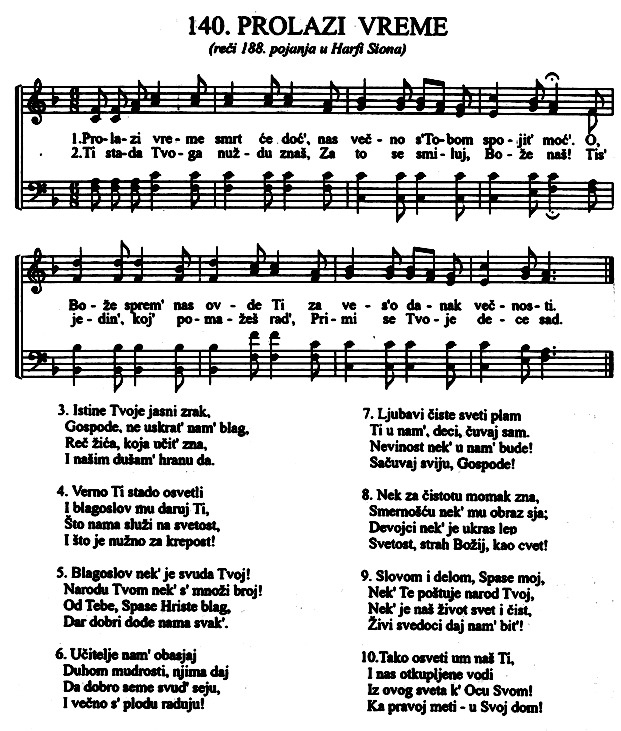 140. PROLAZI VREME
(reči 188. pojanja u Harfi Siona)
1.Pro-la-zi vre-me smrt će doć', nas več-no s'To-bom spo-jit' moć'. O,
2.Ti sta-da Tvo-ga nuž-du znaš, Za to se smi-luj, Bo-že naš! Tis'
Bo-že sprem' nas ov-de Ti za ve-s'o da-nak več-nos-ti.
je-din', koj' po-ma-žeš rad', Pri-mi se Tvo-je de-ce sad.
3. Istine Tvoje jasni zrak,
Gospode, ne uskrat' nam' blag,
Reč žića, koja učit' zna,
I našim dušam' hranu da.
4. Verno Ti stado osvetli
I blagoslov mu daruj Ti,
Što nama služi na svetost,
I što je nužno za krepost!
5. Blagoslov nek' je svuda Tvoj!
Narodu Tvom nek' s' množi broj!
Od Tebe, Spase Hriste blag,
Dar dobri dođe nama svak'.
6. Učitelje nam' obasjaj
Duhom mudrosti, njima daj
Da dobro seme svud' seju,
I večno s' plodu raduju!
7. Ljubavi čiste sveti plam
Ti u nam', deci, čuvaj sam.
Nevinost nek' u nam' bude!
Sačuvaj sviju, Gospode!
8. Nek za čistotu momak zna,
Smernošću nek' mu obraz sja;
Devojci nek' je ukras lep
Svetost, strah Božij, kao cvet!
9. Slovom i delom, Spase moj,
Nek' Te poštuje narod Tvoj,
Nek' je naš život svet i čist,
Živi svedoci daj nam' bit'!
10.Tako osveti um naš Ti,
I nas otkupljene vodi
Iz ovog sveta k' Ocu Svom!
Ka pravoj meti - u Svoj dom!